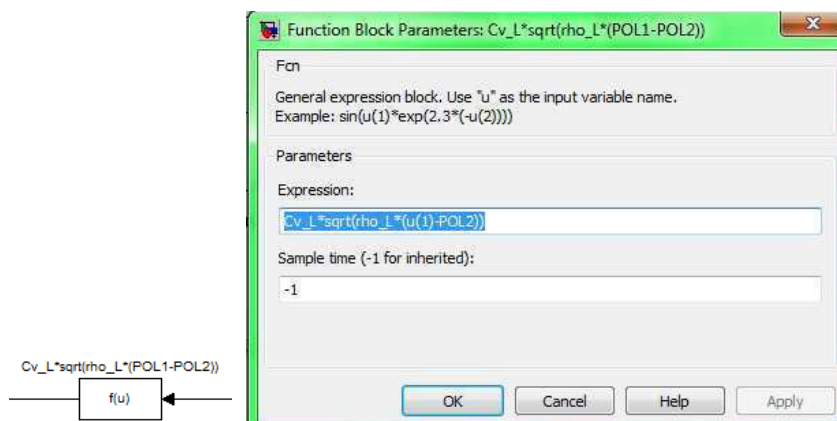 Function Block Parameters: Cv_L*sqrt(rho_L*(POL1-POL2))
Fcn
General expression block. Use "u" as the input variable name.
Example: sin(u(1)*exp(2.3*(-u(2))))
Parameters
Expression:
Cv_L*sqrt(rho_L*(u(1)-POL2))
Sample time (-1 for inherited):
-1
OK Cancel Help Apply
Cv_L*sqrt(rho_L*(POL1-POL2))
f(u)